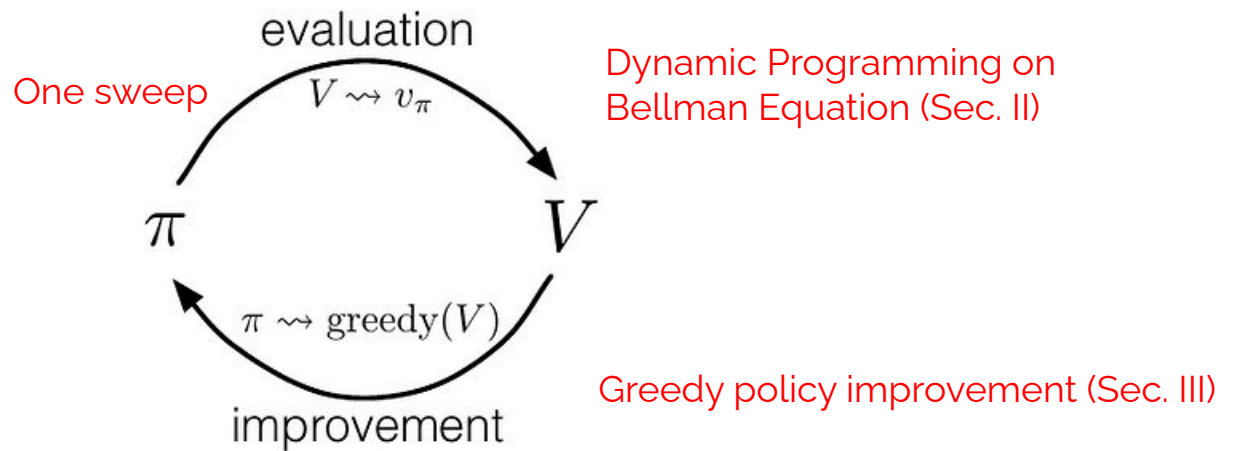 evaluation
One sweep
V ⇝ v_π
Dynamic Programming on
Bellman Equation (Sec. II)
π
V
π ⇝ greedy(V)
Greedy policy improvement (Sec. III)
improvement